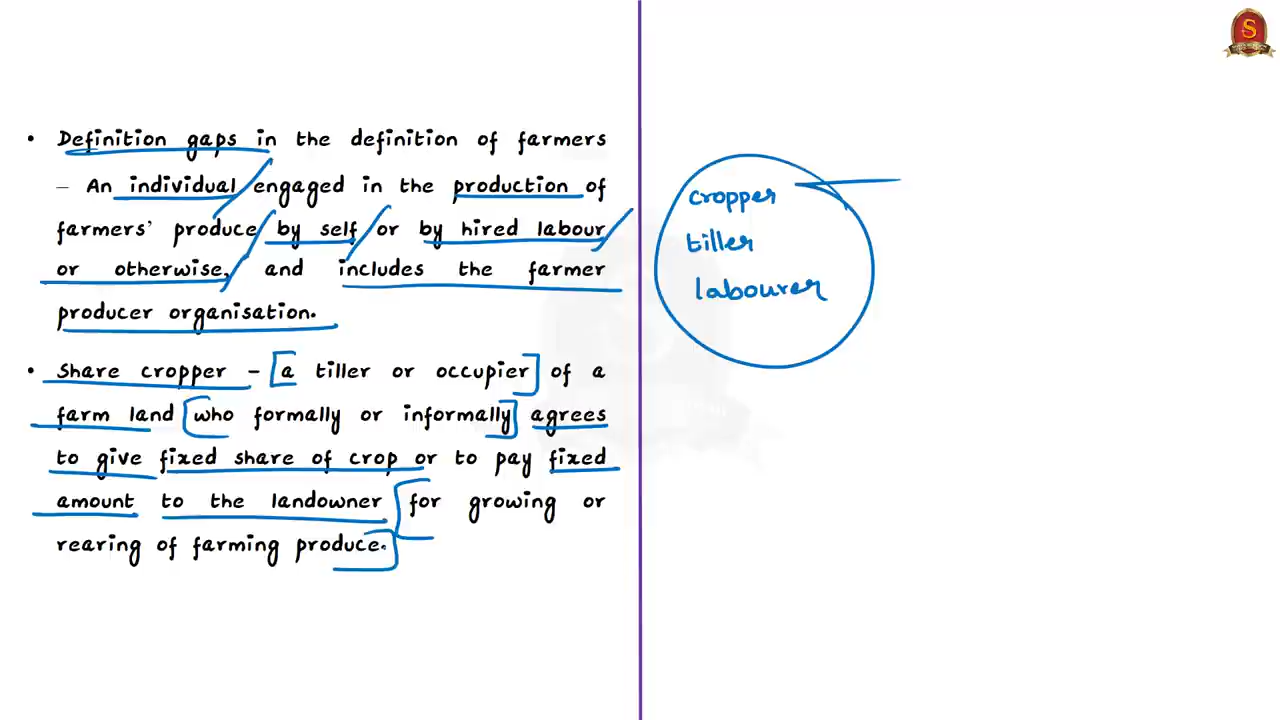 • Definition gaps in the definition of farmers
– An individual engaged in the production of
farmers' produce by self or by hired labour
or otherwise, and includes the farmer
producer organisation.
• Share cropper – a tiller or occupier of a
farm land who formally or informally agrees
to give fixed share of crop or to pay fixed
amount to the landowner for growing or
rearing of farming produce.
cropper
tiller
labourer
S